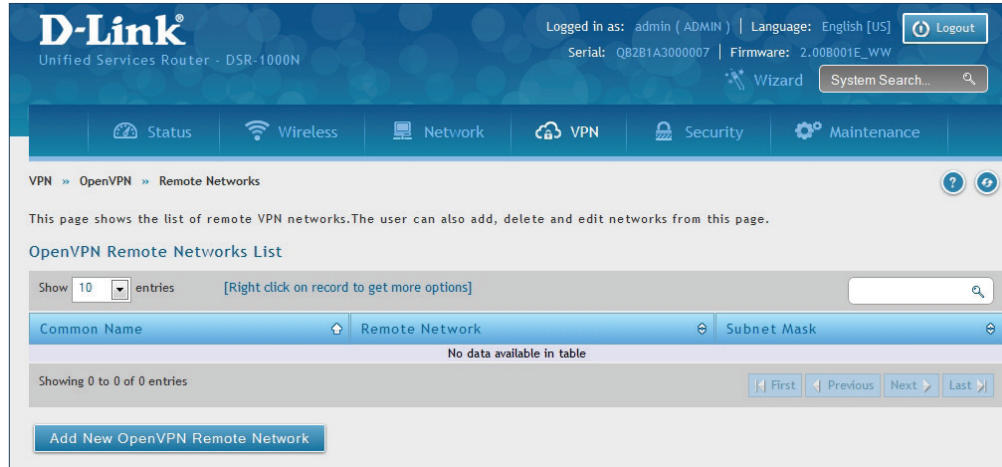 D-Link
Unified Services Router - DSR-1000N
Logged in as: admin ( ADMIN ) | Language: English [US]
Logout
Serial: QB2B1A3000007 | Firmware: 2.00B001E_WW
Wizard
System Search...
Status
Wireless
Network
VPN
Security
Maintenance
VPN » OpenVPN » Remote Networks
This page shows the list of remote VPN networks.The user can also add, delete and edit networks from this page.
OpenVPN Remote Networks List
Show 10 entries
[Right click on record to get more options]
Common Name
Remote Network
Subnet Mask
No data available in table
Showing 0 to 0 of 0 entries
First
Previous
Next
Last
Add New OpenVPN Remote Network